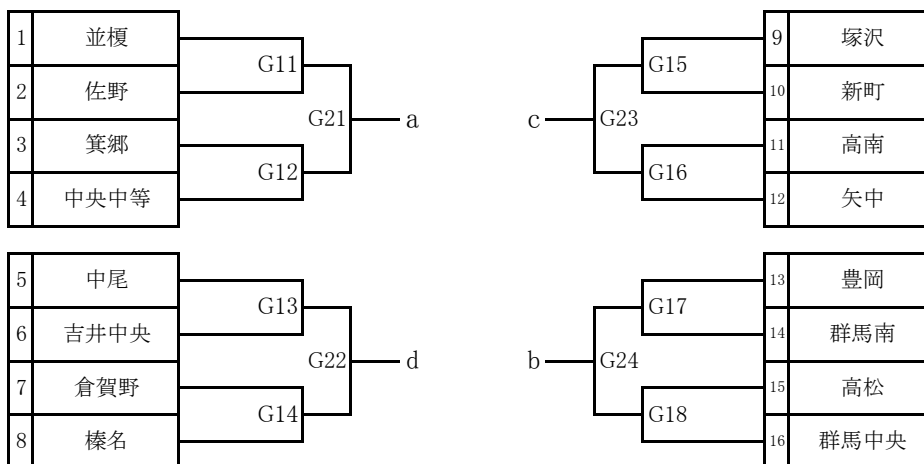 1 並榎
G11
2 佐野
G21 a
3 箕郷
G12
4 中央中等
9 塚沢
G15
10 新町
c G23
11 高南
G16
12 矢中
5 中尾
G13
6 吉井中央
G22 d
7 倉賀野
G14
8 榛名
13 豊岡
G17
14 群馬南
b G24
15 高松
G18
16 群馬中央